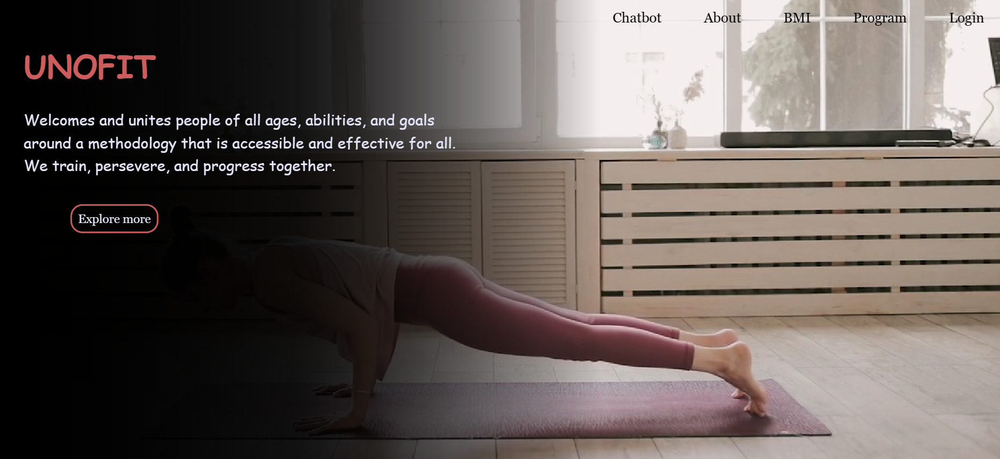 Chatbot About BMI Program Login
UNOFIT
Welcomes and unites people of all ages, abilities, and goals
around a methodology that is accessible and effective for all.
We train, persevere, and progress together.
Explore more